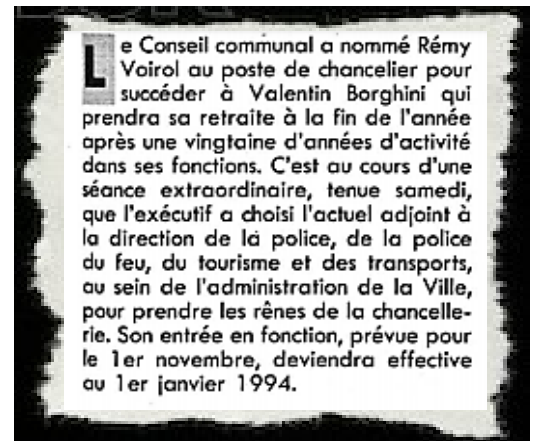 Le Conseil communal a nommé Rémy
Voirol au poste de chancelier pour
succéder à Valentin Borghini qui
prendra sa retraite à la fin de l'année
après une vingtaine d'années d'activité
dans ses fonctions. C'est au cours d'une
séance extraordinaire, tenue samedi,
que l'exécutif a choisi l'actuel adjoint à
la direction de la police, de la police
du feu, du tourisme et des transports,
au sein de l'administration de la Ville,
pour prendre les rênes de la chancelle-
rie. Son entrée en fonction, prévue pour
le 1er novembre, deviendra effective
au 1er janvier 1994.